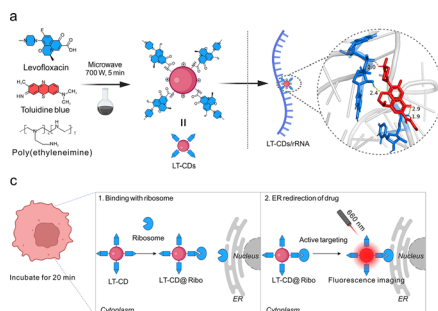 a
Levofloxacin
Toluidine blue
Poly(ethyleneimine)
Microwave
700 W, 5 min
LT-CDs
LT-CDs/rRNA
2.0
2.4
2.9
1.9
c
Incubate for 20 min
1. Binding with ribosome
Ribosome
LT-CD
LT-CD@ Ribo
Nucleus
ER
Cytoplasm
2. ER redirection of drug
660 nm
Active targeting
LT-CD@ Ribo
Fluorescence imaging
Nucleus
ER
Cytoplasm